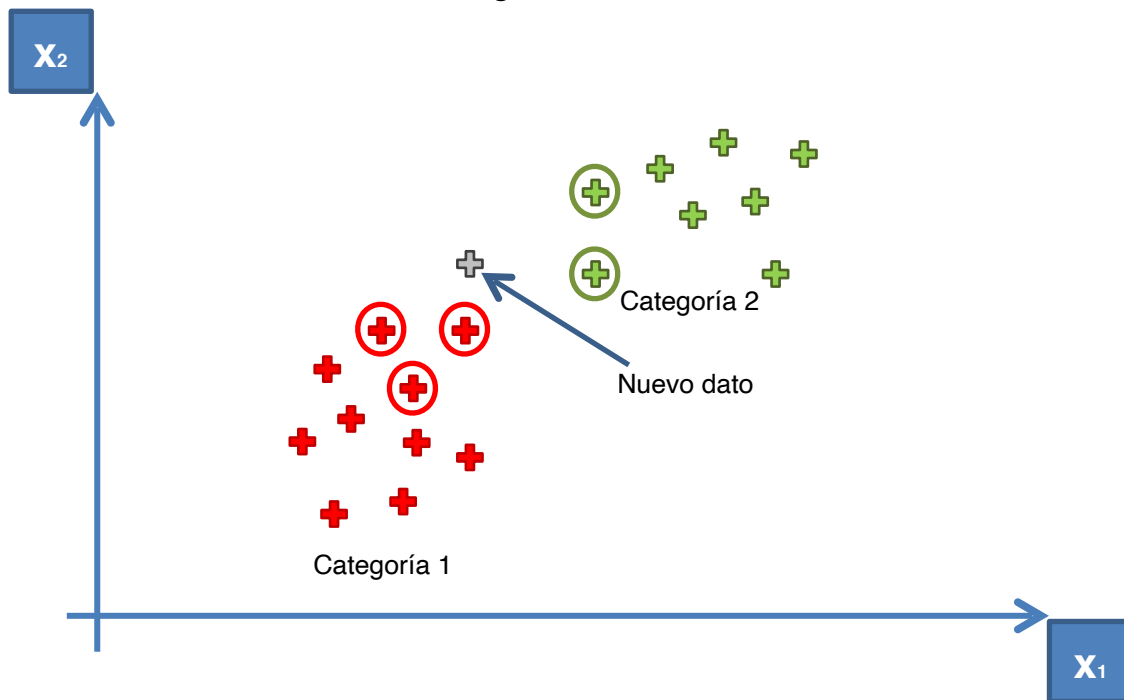 x₂
Categoría 2
Nuevo dato
Categoría 1
x₁